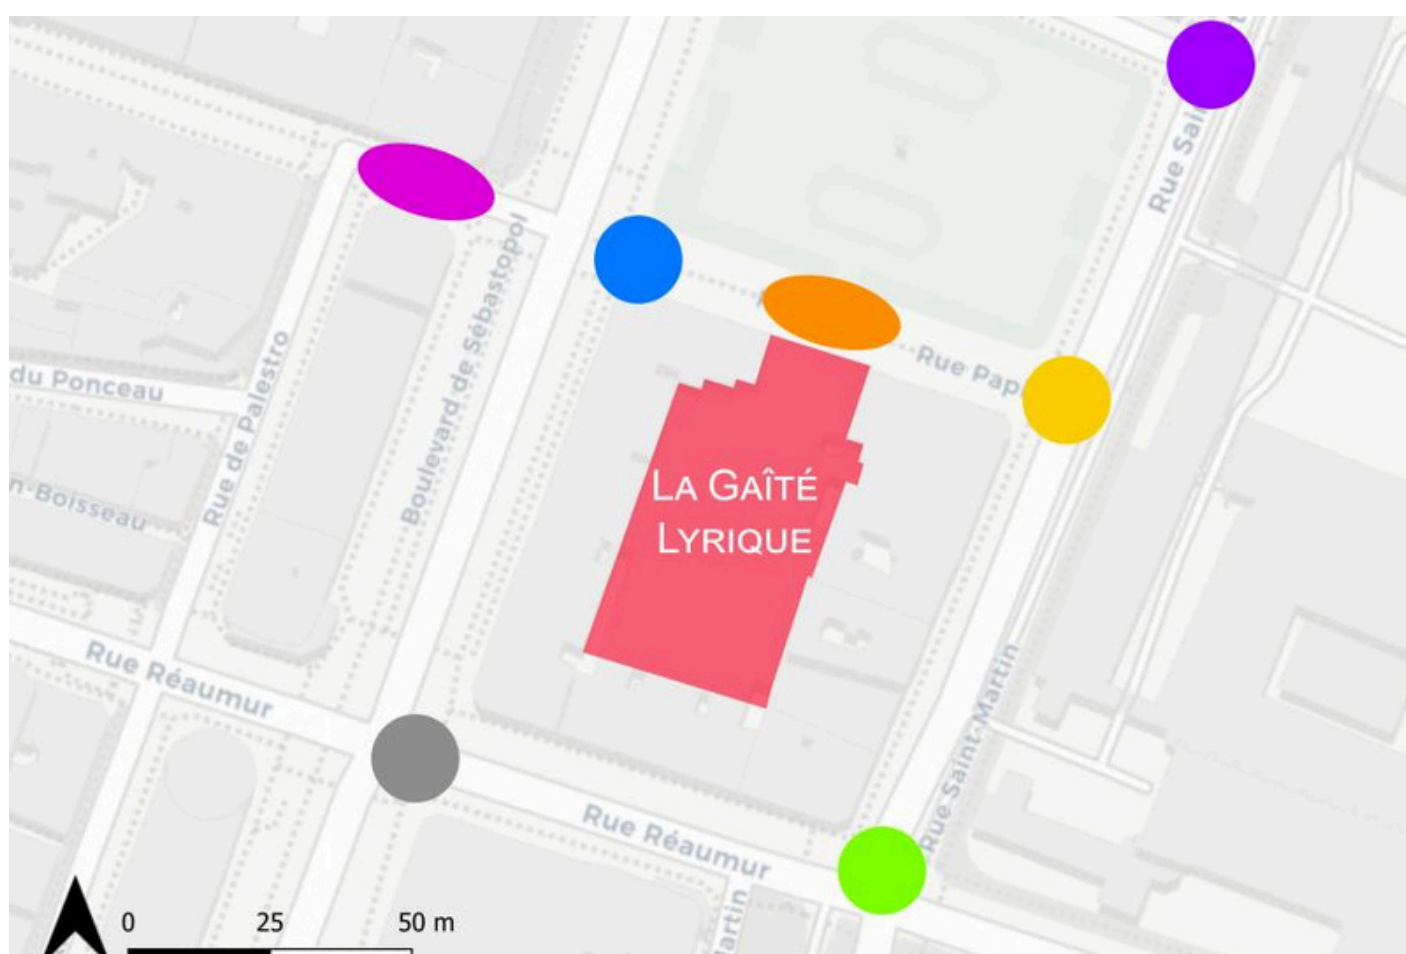 Rue Sai
Boulevard de Sébastopol
Rue Pap
du Ponceau
Rue de Palestro
n-Boisseau
LA GAÎTÉ
LYRIQUE
Rue Réaumur
Rue Saint-Martin
Rue Réaumur
artin
0 25 50 m